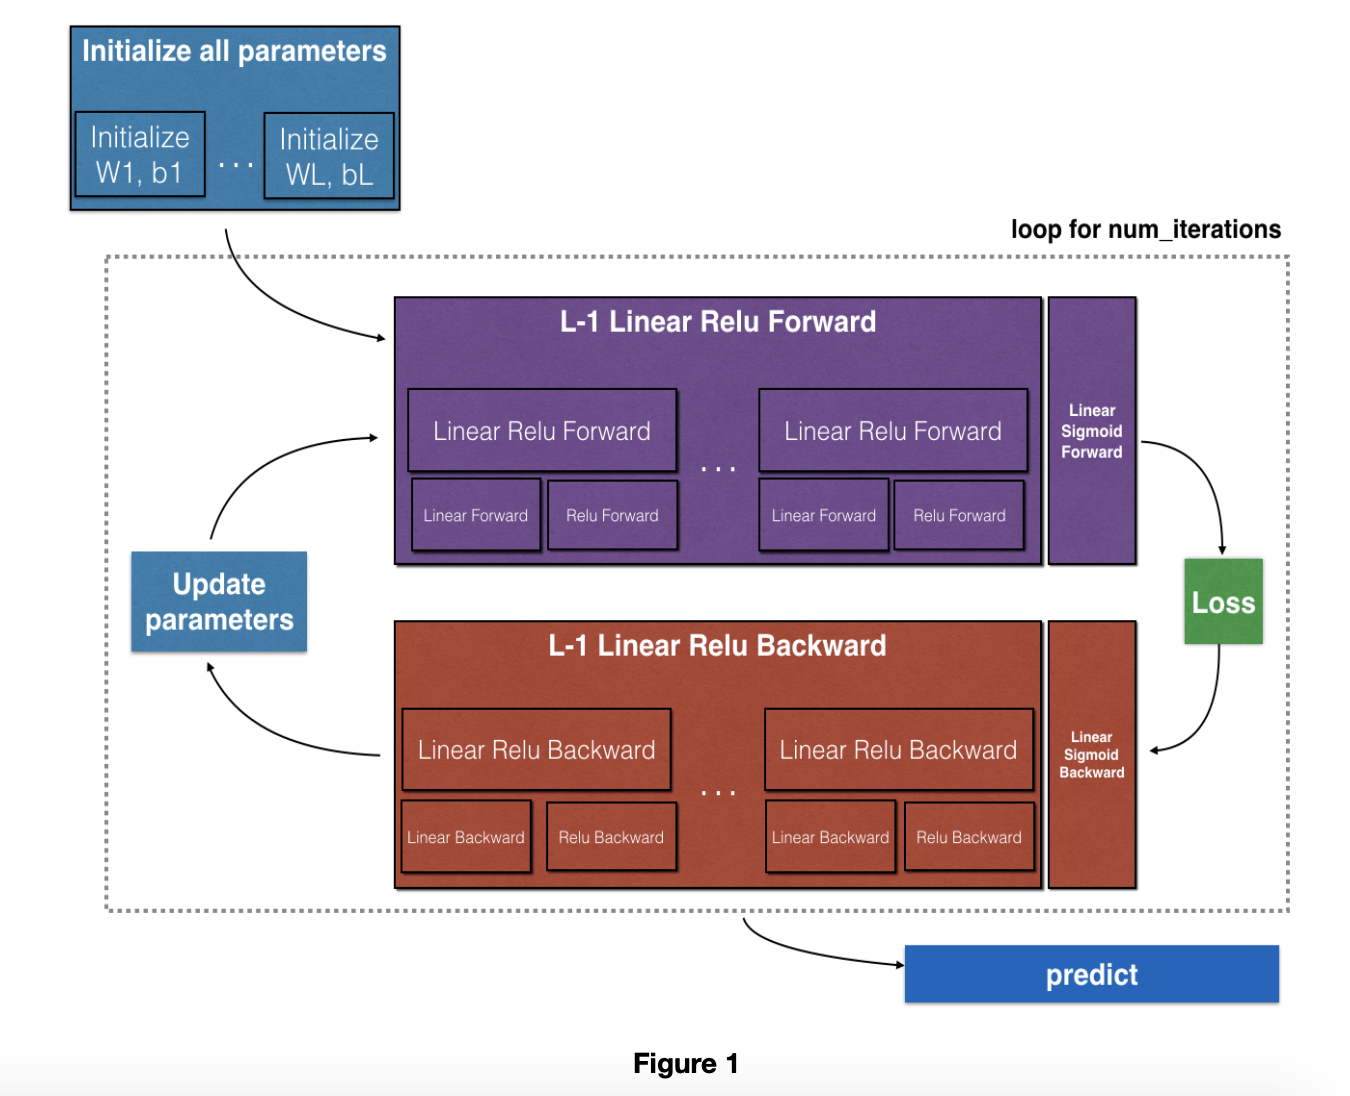 Initialize all parameters
Initialize
W1, b1
. . .
Initialize
WL, bL
loop for num_iterations
L-1 Linear Relu Forward
Linear Relu Forward
. . .
Linear Relu Forward
Linear Forward
Relu Forward
Linear Forward
Relu Forward
Linear
Sigmoid
Forward
Update
parameters
Loss
L-1 Linear Relu Backward
Linear Relu Backward
. . .
Linear Relu Backward
Linear Backward
Relu Backward
Linear Backward
Relu Backward
Linear
Sigmoid
Backward
predict
Figure 1